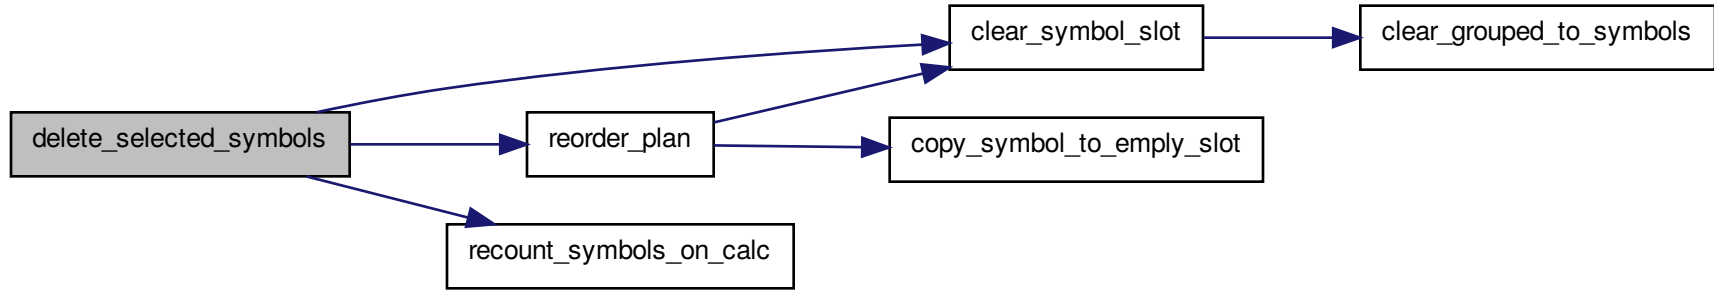 clear_symbol_slot
clear_grouped_to_symbols
delete_selected_symbols
reorder_plan
copy_symbol_to_emply_slot
recount_symbols_on_calc